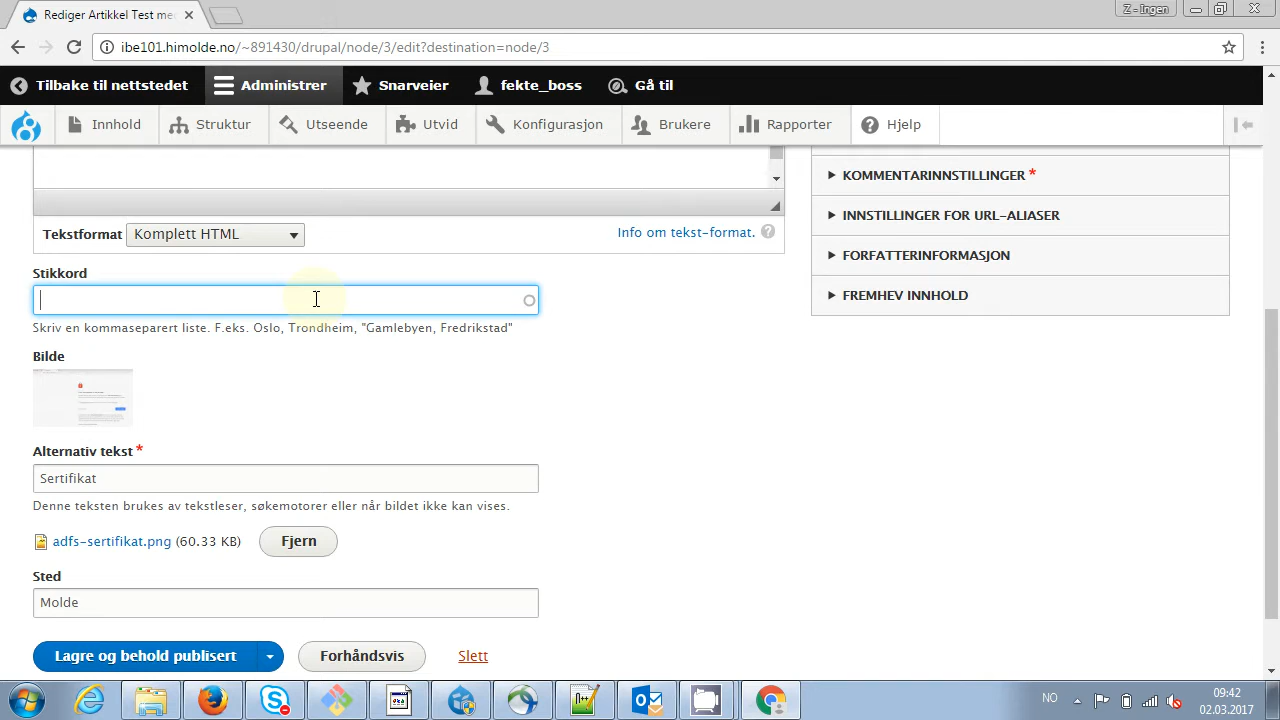 Rediger Artikkel Test me
Z - Ingen
ibe101.himolde.no/~891430/drupal/node/3/edit?destination=node/3
Tilbake til nettstedet Administrer Snarveier fekte_boss Gå til
Innhold Struktur Utseende Utvid Konfigurasjon Brukere Rapporter Hjelp
KOMMENTARINNSTILLINGER *
INNSTILLINGER FOR URL-ALIASER
Tekstformat Komplett HTML Info om tekst-format. ?
FORFATTERINFORMASJON
Stikkord
FREMHEV INNHOLD
Skriv en kommaseparert liste. F.eks. Oslo, Trondheim, "Gamlebyen, Fredrikstad"
Bilde
Alternativ tekst *
Sertifikat
Denne teksten brukes av tekstleser, søkemotorer eller når bildet ikke kan vises.
adfs-sertifikat.png (60.33 KB) Fjern
Sted
Molde
Lagre og behold publisert Forhåndsvis Slett
NO 09:42
02.03.2017